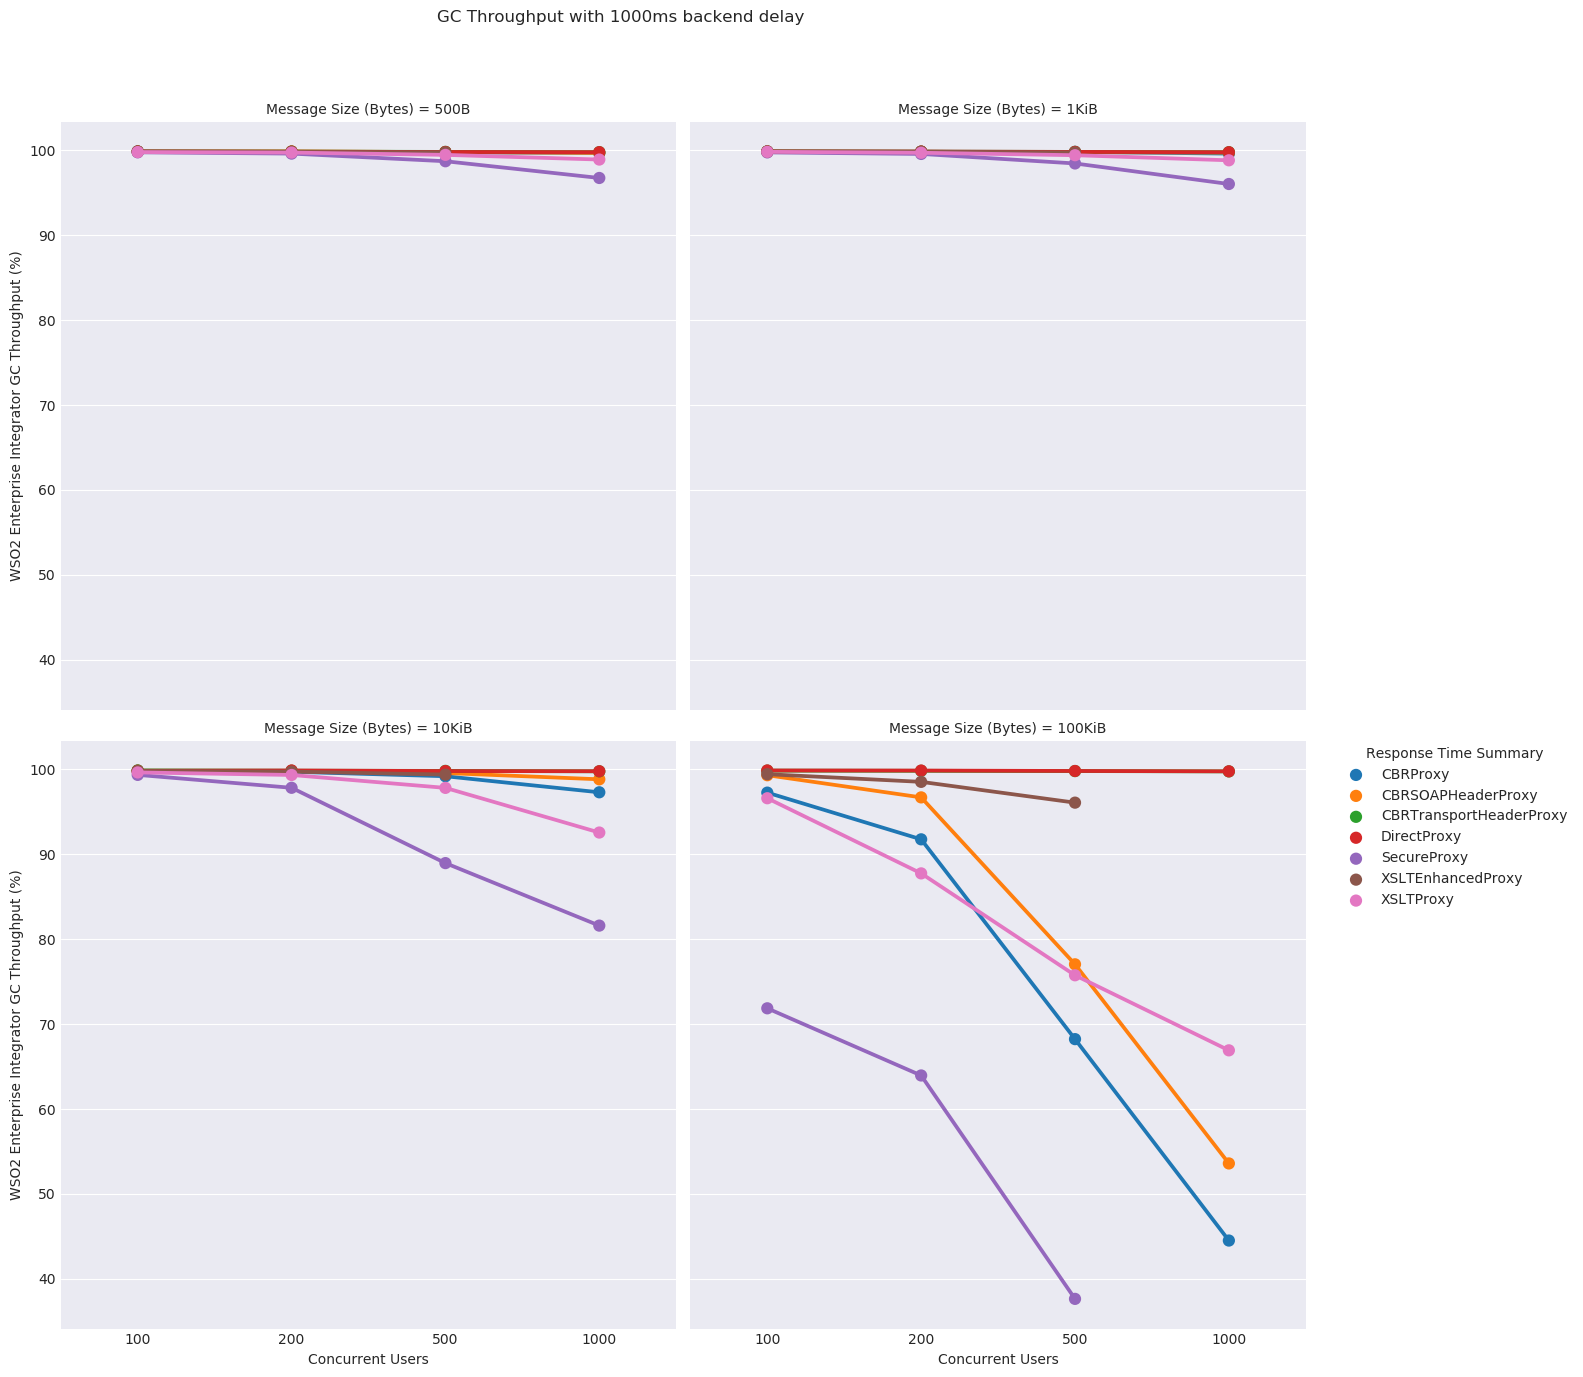 GC Throughput with 1000ms backend delay
Message Size (Bytes) = 500B
Message Size (Bytes) = 1KiB
WSO2 Enterprise Integrator GC Throughput (%)
100
90
80
70
60
50
40
Message Size (Bytes) = 10KiB
Message Size (Bytes) = 100KiB
WSO2 Enterprise Integrator GC Throughput (%)
100
90
80
70
60
50
40
100 200 500 1000
Concurrent Users
100 200 500 1000
Concurrent Users
Response Time Summary
CBRProxy
CBRSOAPHeaderProxy
CBRTransportHeaderProxy
DirectProxy
SecureProxy
XSLTEnhancedProxy
XSLTProxy